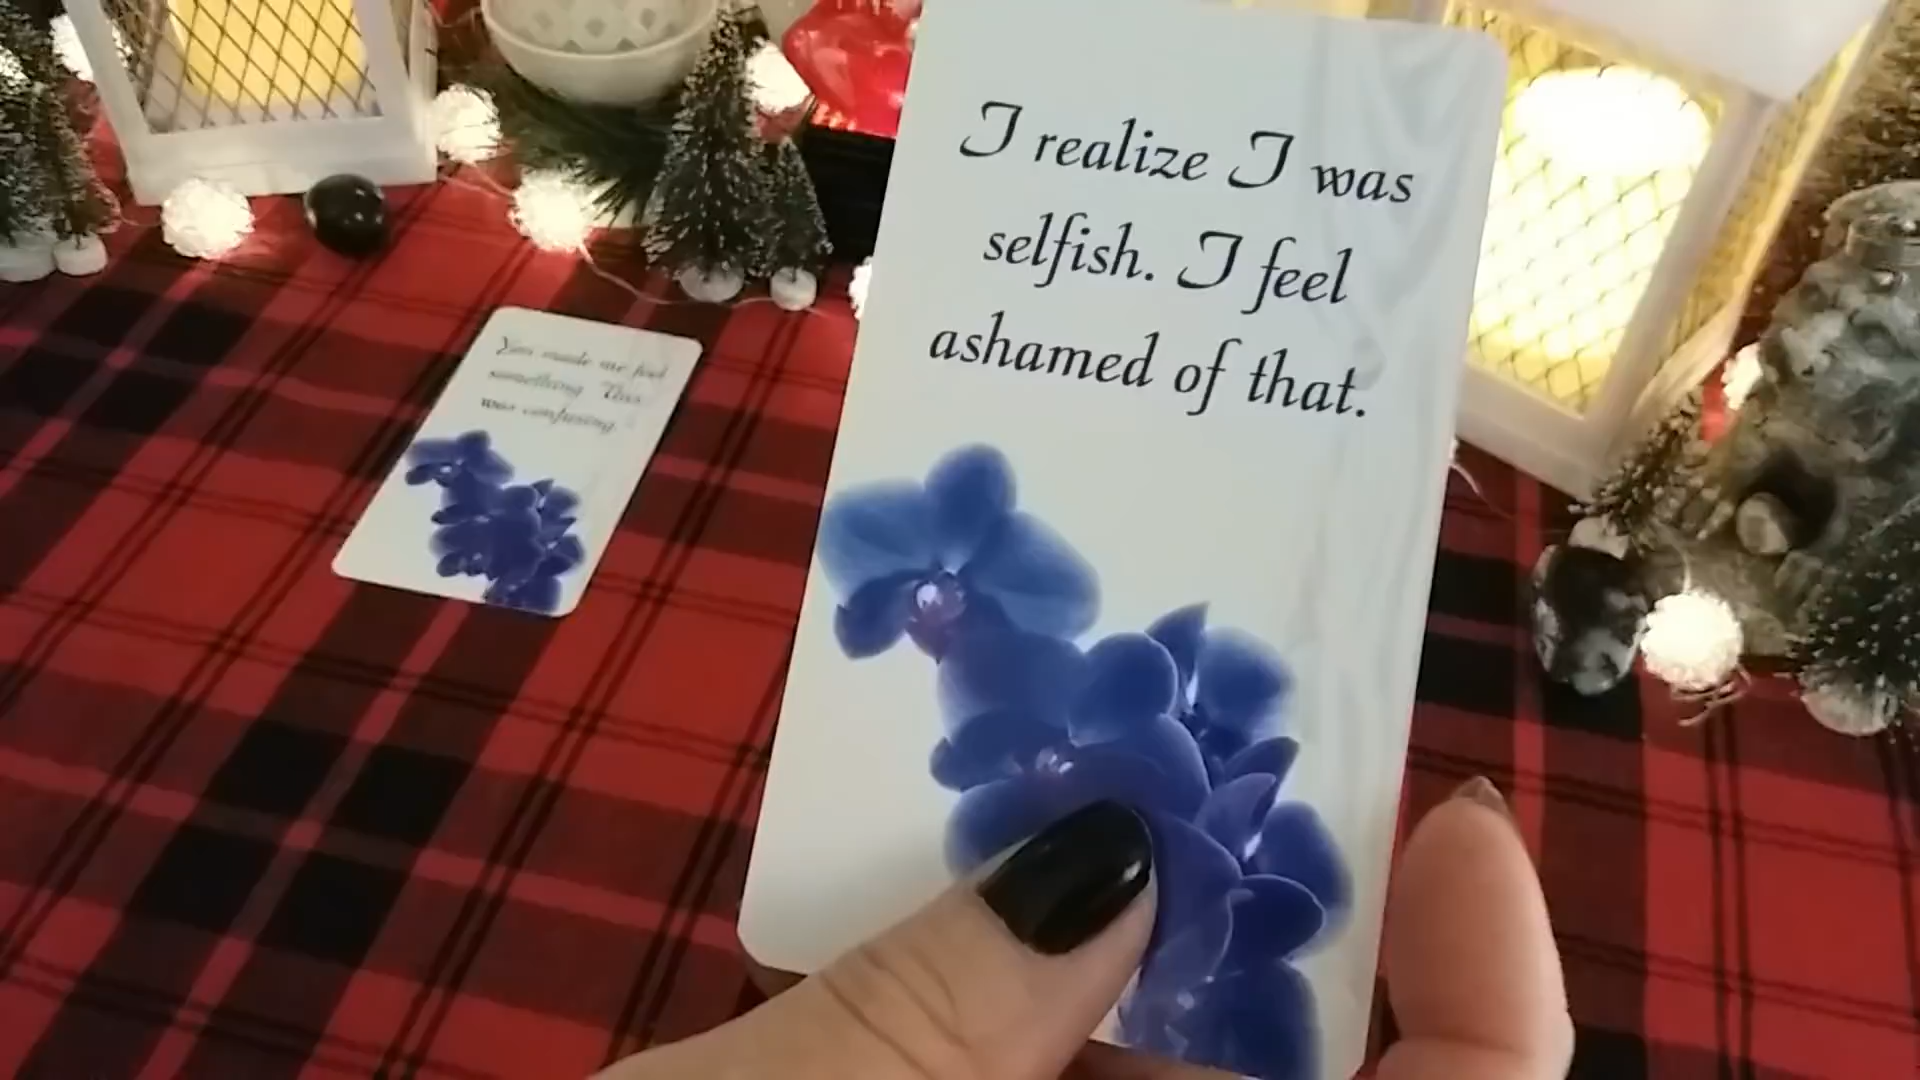 I realize I was
selfish. I feel
ashamed of that.
You made me feel
something. This
was confusing.